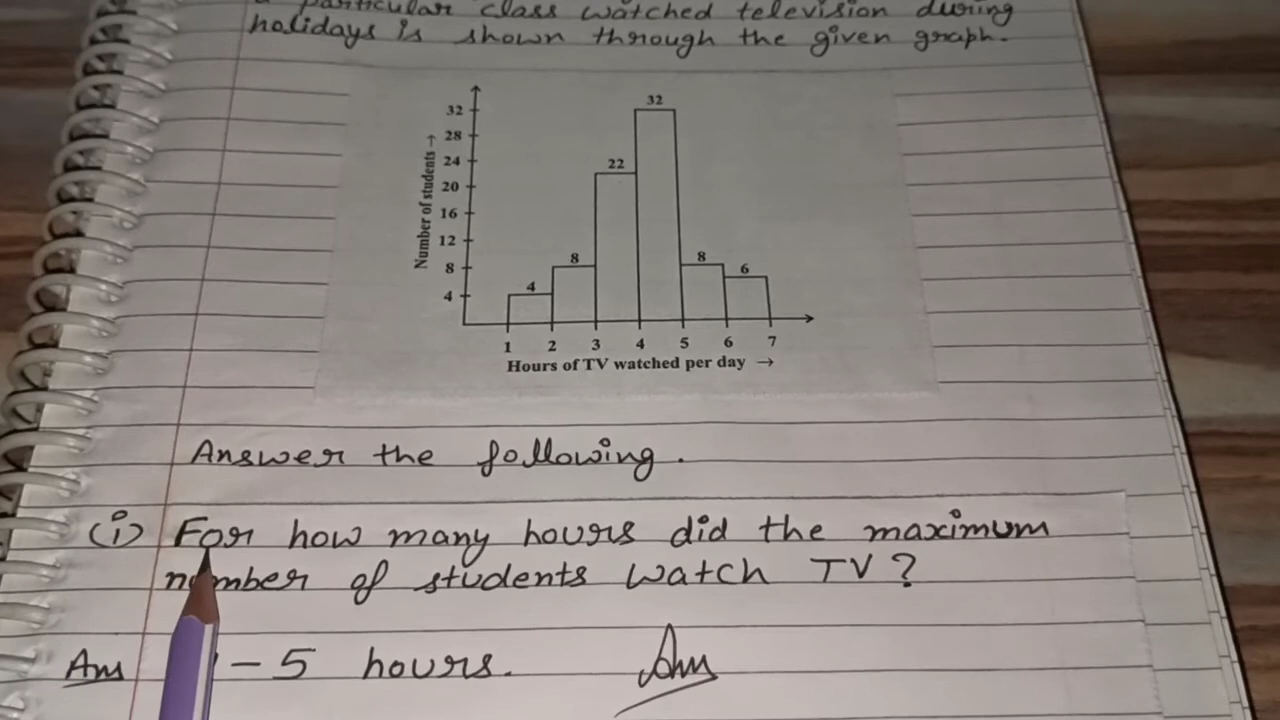 particular class watched television during
holidays is shown through the given graph.
32
32
28
24
22
20
16
12
8
8
8
6
4
4
Number of students →
1 2 3 4 5 6 7
Hours of TV watched per day →
Answer the following.
(i) For how many hours did the maximum
number of students watch TV?
Ans - 5 hours. Ans